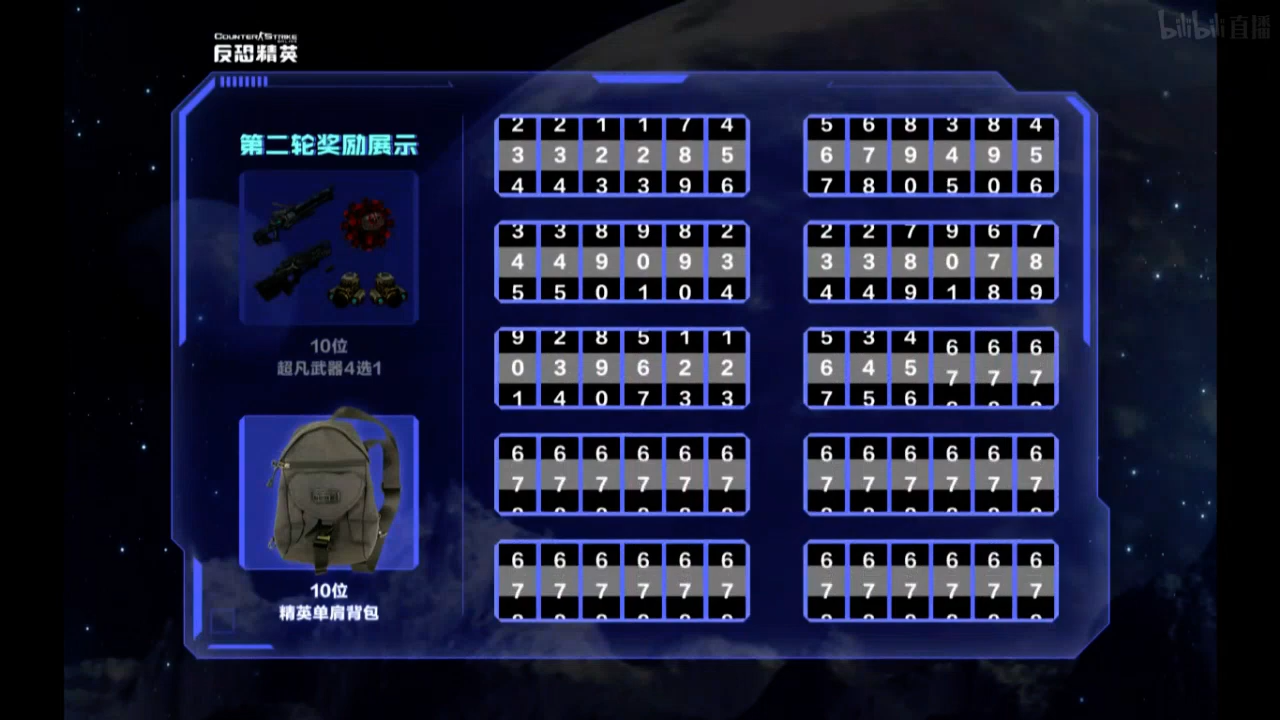 COUNTER STRIKE
反恐精英
bilibili直播
第二轮奖励展示
10位
超凡武器4选1
10位
精英单肩背包
2 2 1 1 7 4
3 3 2 2 8 5
4 4 3 3 9 6
5 6 8 3 8 4
6 7 9 4 9 5
7 8 0 5 0 6
3 3 8 9 8 2
4 4 9 0 9 3
5 5 0 1 0 4
2 2 7 9 6 7
3 3 8 0 7 8
4 4 9 1 8 9
9 2 8 5 1 1
0 3 9 6 2 2
1 4 0 7 3 3
5 3 4 6 6 6
6 4 5 7 7 7
7 5 6
6 6 6 6 6 6
7 7 7 7 7 7
6 6 6 6 6 6
7 7 7 7 7 7
6 6 6 6 6 6
7 7 7 7 7 7
6 6 6 6 6 6
7 7 7 7 7 7